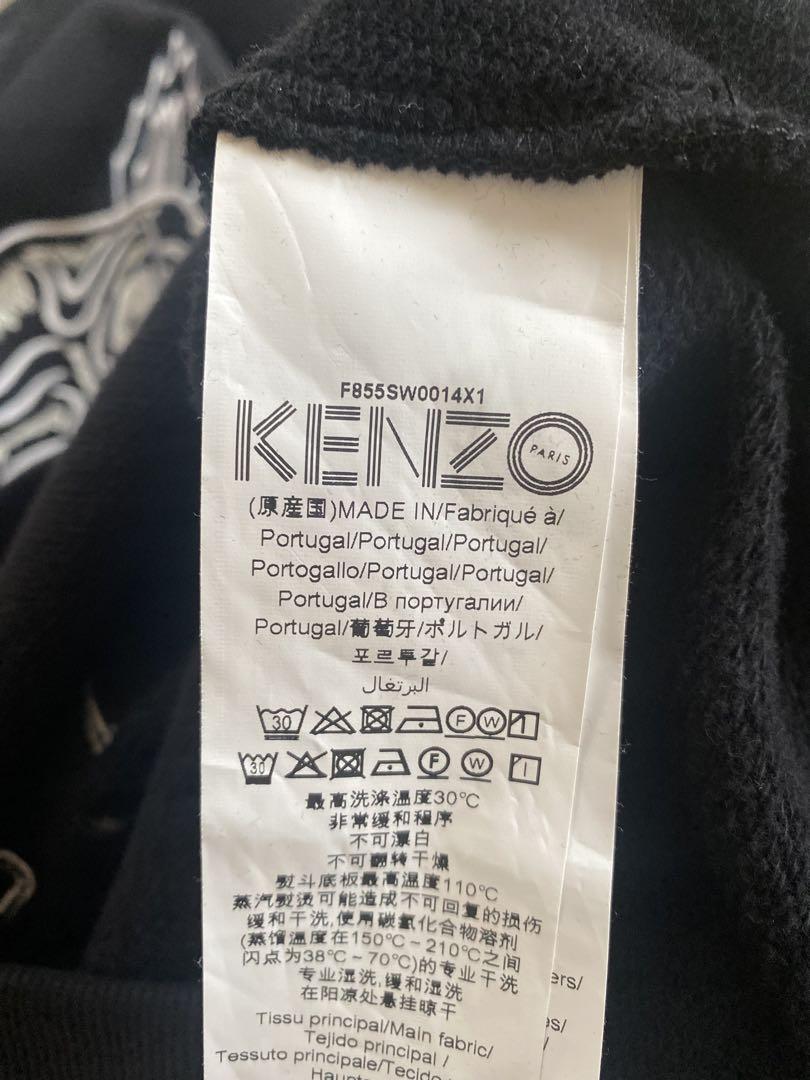 F855SW0014X1
KENZO PARIS
(原産国)MADE IN/Fabriqué à/
Portugal/Portugal/Portugal/
Portogallo/Portugal/Portugal/
Portugal/В португалии/
Portugal/葡萄牙/ポルトガル/
포르투갈/
البرتغال
30 F W
30 F W
最高洗涤温度30℃
非常缓和程序
不可漂白
不可翻转干燥
熨斗底板最高温度110℃
蒸汽熨烫可能造成不可回复的损伤
缓和干洗,使用碳氢化合物溶剂
(蒸馏温度在150℃~210℃之间
闪点为38℃~70℃)的专业干洗
专业湿洗,缓和湿洗
在阳凉处悬挂晾干
Tissu principal/Main fabric/
Tejido principal /
Tessuto principale/Tecido